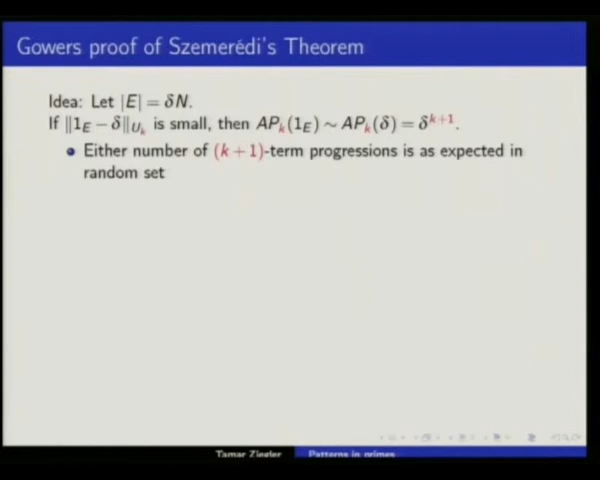 Gowers proof of Szemerédi's Theorem
Idea: Let |E| = δN.
If ‖1_E − δ‖_{U_k} is small, then AP_k(1_E) ∼ AP_k(δ) = δ^{k+1}.
• Either number of (k+1)-term progressions is as expected in
random set
Tamar Ziegler Patterns in primes